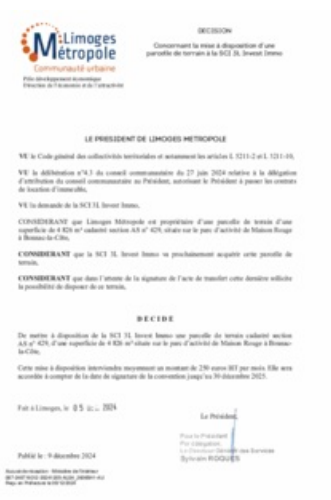 Limoges
Métropole
Communauté urbaine
Pôle développement économique
Direction de l'économie et de l'attractivité
DECISION
Concernant la mise à disposition d'une
parcelle de terrain à la SCI 3L Invest Immo
LE PRESIDENT DE LIMOGES METROPOLE
VU le Code général des collectivités territoriales et notamment les articles L 5211-2 et L 5211-10,
VU la délibération n°4.3 du conseil communautaire du 27 juin 2024 relative à la délégation
d'attribution du conseil communautaire au Président, autorisant le Président à passer les contrats
de location d'immeubles,
VU la demande de la SCI 3L Invest Immo,
CONSIDERANT que Limoges Métropole est propriétaire d'une parcelle de terrain d'une
superficie de 4 826 m² cadastré section AS n° 429, située sur le parc d'activité de Maison Rouge
à Bonnac-la-Côte,
CONSIDERANT que la SCI 3L Invest Immo va prochainement acquérir cette parcelle de
terrain,
CONSIDERANT que dans l'attente de la signature de l'acte de transfert cette dernière sollicite
la possibilité de disposer de ce terrain,
DECIDE
De mettre à disposition de la SCI 3L Invest Immo une parcelle de terrain cadastré section
AS n° 429, d'une superficie de 4 826 m² située sur le parc d'activité de Maison Rouge à Bonnac-
la-Côte,
Cette mise à disposition interviendra moyennant un montant de 250 euros HT par mois. Elle sera
accordée à compter de la date de signature de la convention jusqu'au 30 décembre 2025.
Fait à Limoges, le 05 2024
Le Président,
Pour le Président
Par délégation,
Le Directeur Général des Services
Sylvain ROQUES
Publié le : 9 décembre 2024
Accusé de réception - Ministère de l'Intérieur